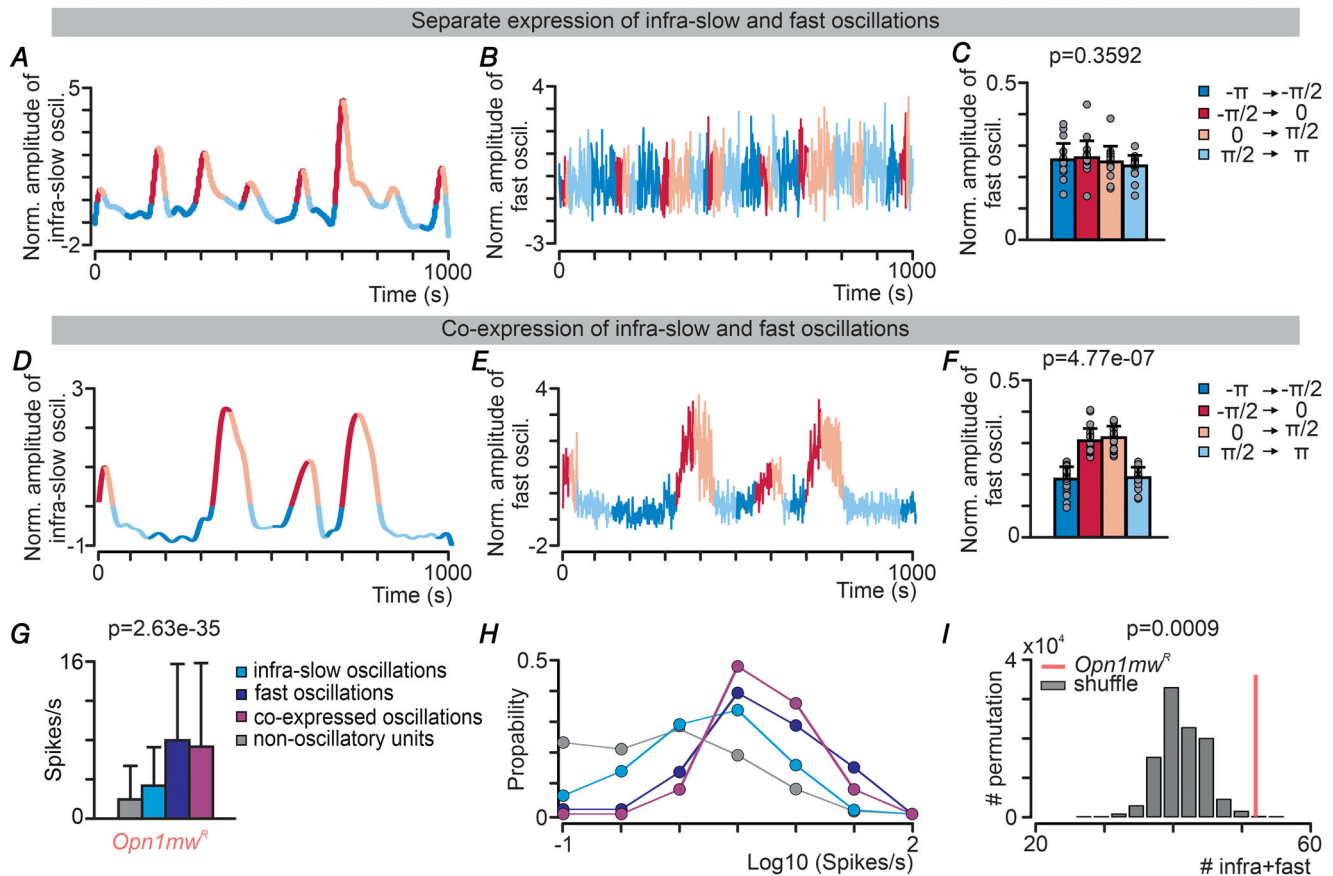 Separate expression of infra-slow and fast oscillations
A
Norm. amplitude of
infra-slow oscil.
5
-2
0
1000
Time (s)
B
Norm. amplitude of
fast oscil.
4
-3
0
1000
Time (s)
C
p=0.3592
Norm. amplitude of
fast oscil.
0.5
0
-π → -π/2
-π/2 → 0
0 → π/2
π/2 → π
Co-expression of infra-slow and fast oscillations
D
Norm. amplitude of
infra-slow oscil.
3
-1
0
1000
Time (s)
E
Norm. amplitude of
fast oscil.
4
-2
0
1000
Time (s)
F
p=4.77e-07
Norm. amplitude of
fast oscil.
0.5
0
-π → -π/2
-π/2 → 0
0 → π/2
π/2 → π
G
p=2.63e-35
Spikes/s
16
0
Opn1mwᴿ
infra-slow oscillations
fast oscillations
co-expressed oscillations
non-oscillatory units
H
Propability
0.5
0
-1
2
Log10 (Spikes/s)
I
p=0.0009
x10⁴
# permutation
4
0
Opn1mwᴿ
shuffle
20
60
# infra+fast